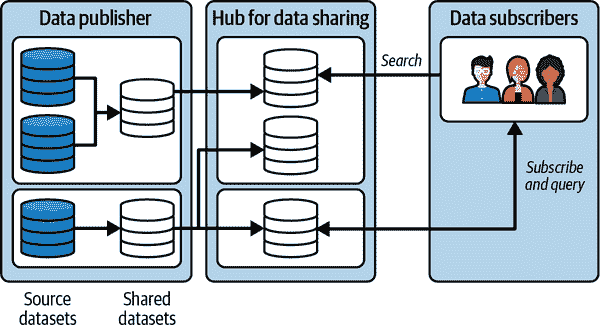 Data publisher
Hub for data sharing
Data subscribers
Search
Subscribe
and query
Source
datasets
Shared
datasets